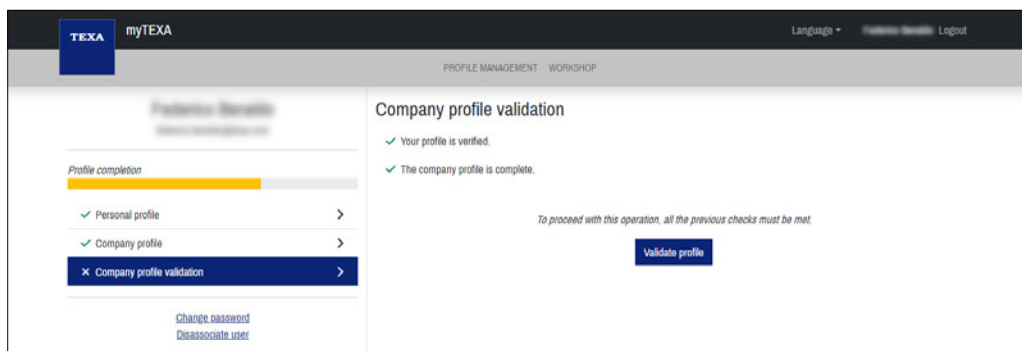 TEXA
myTEXA
Language
Logout
PROFILE MANAGEMENT WORKSHOP
Profile completion
Personal profile
Company profile
Company profile validation
Change password
Disassociate user
Company profile validation
Your profile is verified.
The company profile is complete.
To proceed with this operation, all the previous checks must be met.
Validate profile